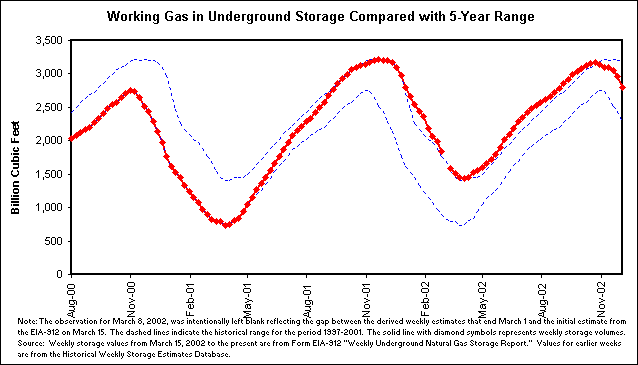 Working Gas in Underground Storage Compared with 5-Year Range
3,500
3,000
2,500
2,000
1,500
1,000
500
0
Billion Cubic Feet
Aug-00
Nov-00
Feb-01
May-01
Aug-01
Nov-01
Feb-02
May-02
Aug-02
Nov-02
Note: The observation for March 8, 2002, was intentionally left blank reflecting the gap between the derived weekly estimates that end March 1 and the initial estimate from
the EIA-912 on March 15. The dashed lines indicate the historical range for the period 1997-2001. The solid line with diamond symbols represents weekly storage volumes.
Source: Weekly storage values from March 15, 2002 to the present are from Form EIA-912 "Weekly Underground Natural Gas Storage Report." Values for earlier weeks
are from the Historical Weekly Storage Estimates Database.